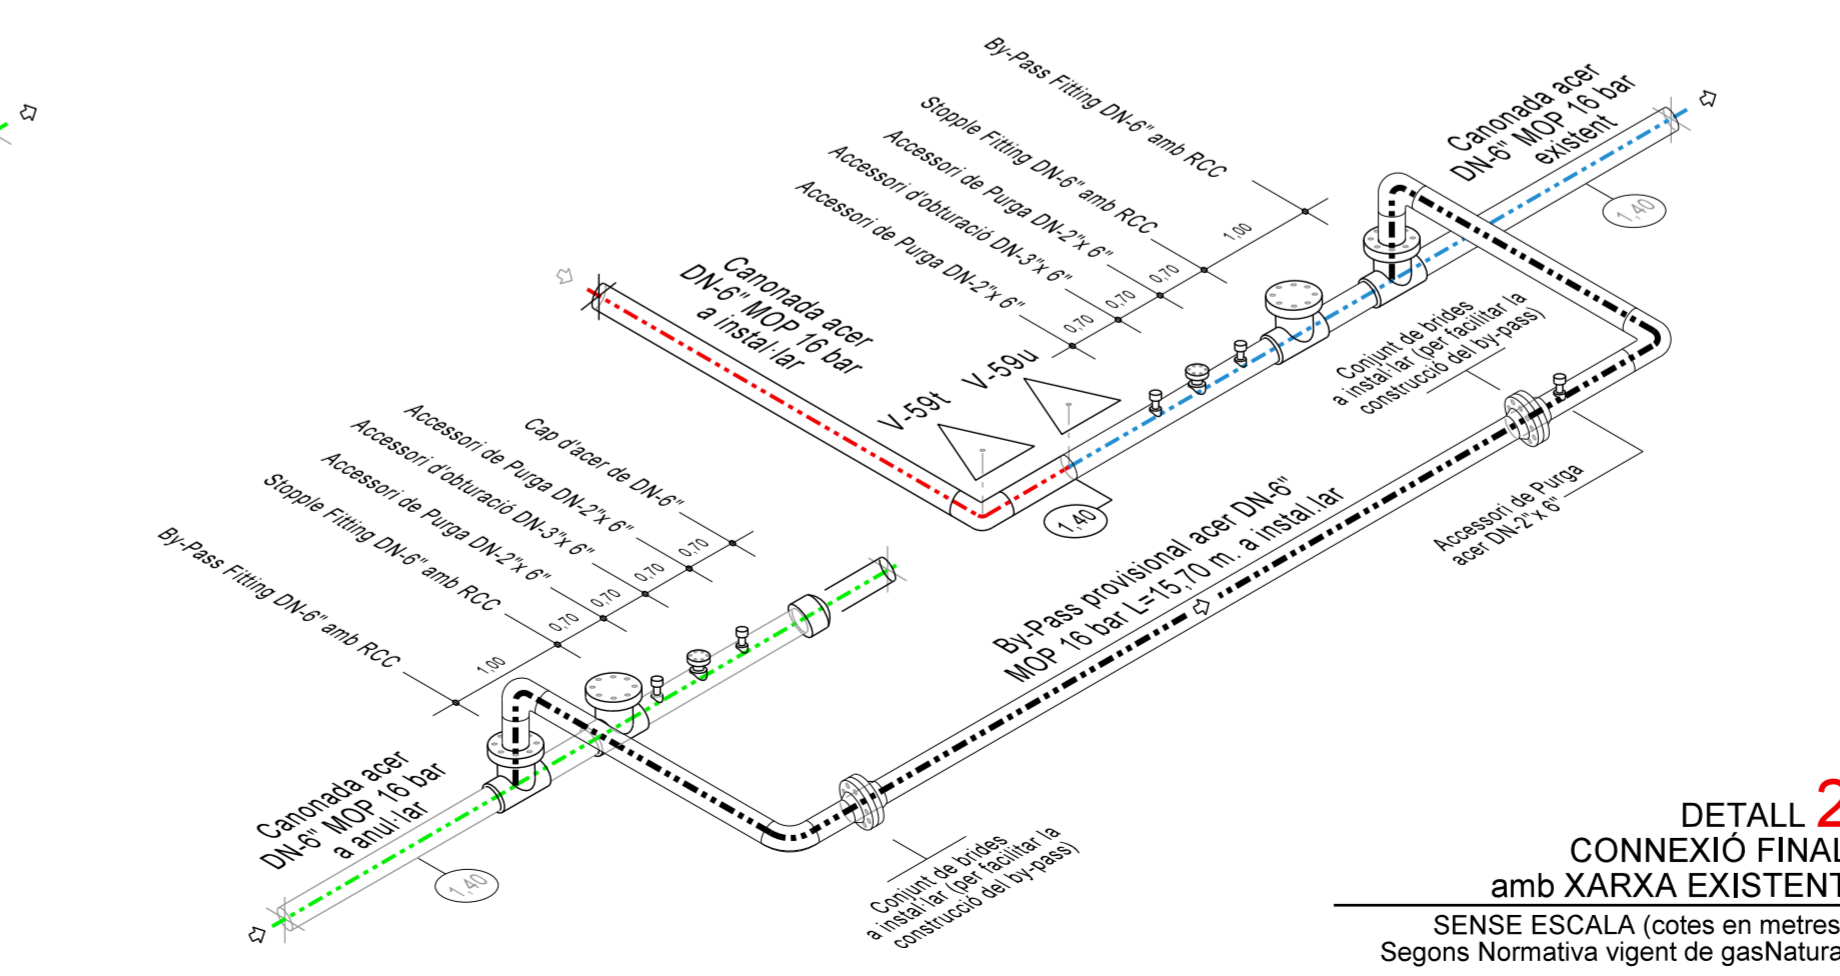 By-Pass Fitting DN-6" amb RCC
Stopple Fitting DN-6" amb RCC
Accessori de Purga DN-2"x 6"
Accessori d'obturació DN-3"x 6"
Accessori de Purga DN-2"x 6"
1,00
0,70
0,70
0,70
Canonada acer
DN-6" MOP 16 bar
existent
1,40
Canonada acer
DN-6" MOP 16 bar
a instal·lar
V-59t
V-59u
1,40
Conjunt de brides
a instal·lar (per facilitar la
construcció del by-pass)
Accessori de Purga
acer DN-2"x 6"
Cap d'acer de DN-6"
Accessori de Purga DN-2"x 6"
Accessori d'obturació DN-3"x 6"
Accessori de Purga DN-2"x 6"
Stopple Fitting DN-6" amb RCC
By-Pass Fitting DN-6" amb RCC
0,70
0,70
0,70
0,70
1,00
By-Pass provisional acer DN-6"
MOP 16 bar L=15,70 m. a instal.lar
Canonada acer
DN-6" MOP 16 bar
a anul·lar
1,40
Conjunt de brides
a instal·lar (per facilitar la
construcció del by-pass)
DETALL 2
CONNEXIÓ FINAL
amb XARXA EXISTENT
SENSE ESCALA (cotes en metres
Segons Normativa vigent de gasNatura